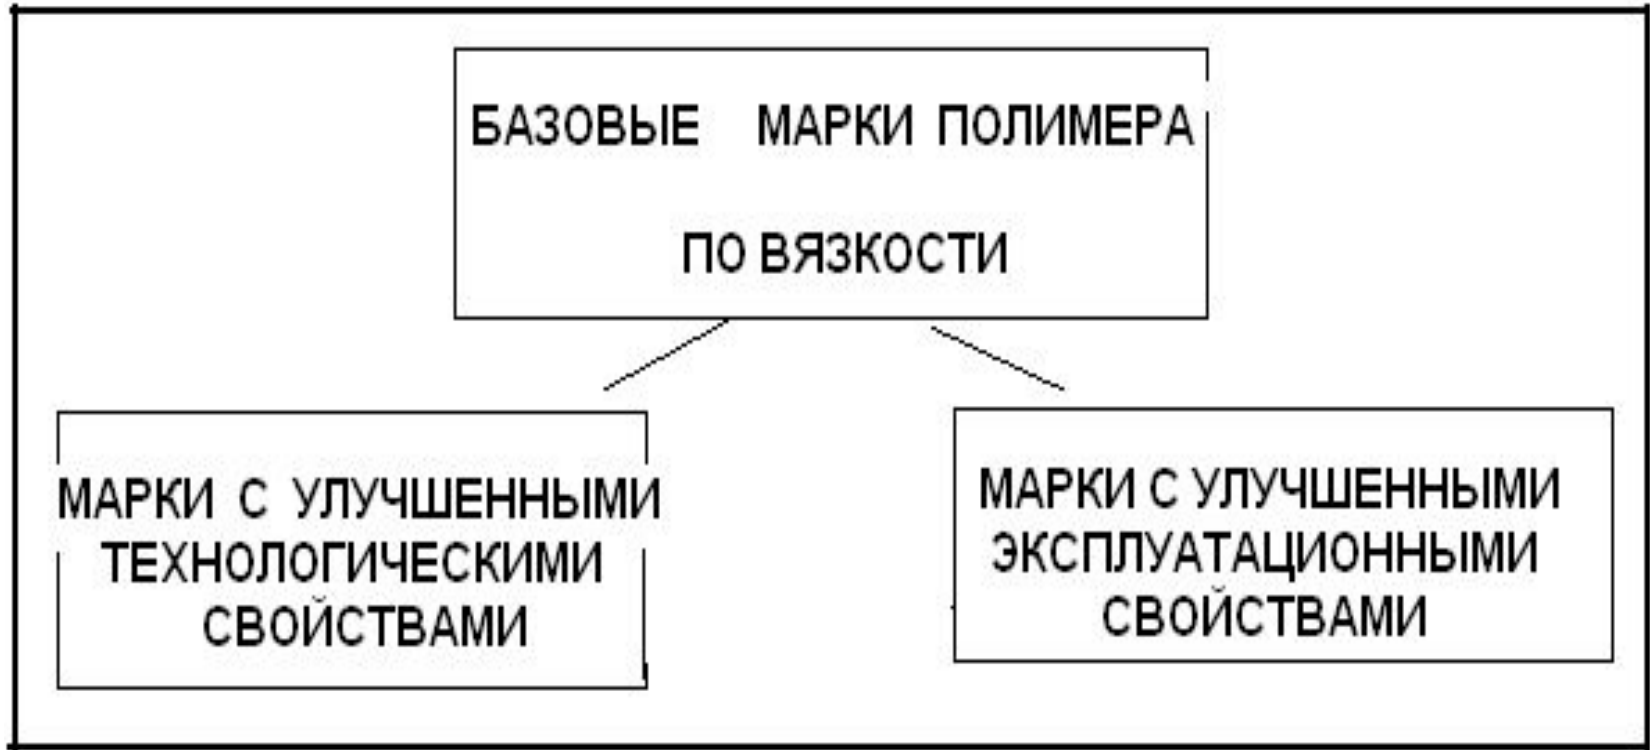 БАЗОВЫЕ МАРКИ ПОЛИМЕРА
ПО ВЯЗКОСТИ
МАРКИ С УЛУЧШЕННЫМИ
ТЕХНОЛОГИЧЕСКИМИ
СВОЙСТВАМИ
МАРКИ С УЛУЧШЕННЫМИ
ЭКСПЛУАТАЦИОННЫМИ
СВОЙСТВАМИ